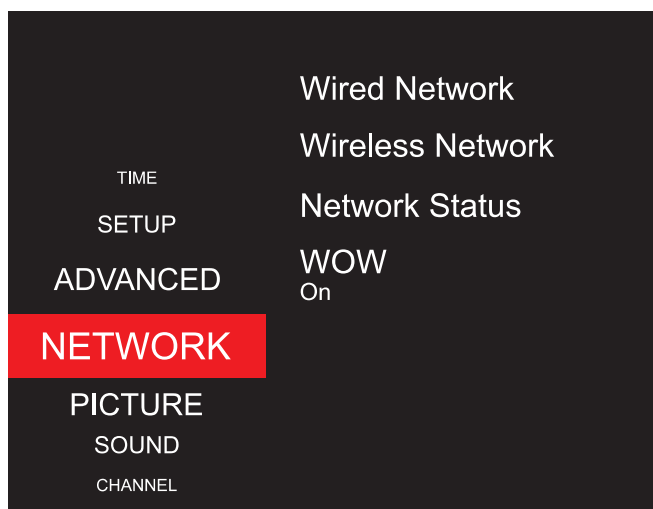 TIME
SETUP
ADVANCED
NETWORK
PICTURE
SOUND
CHANNEL
Wired Network
Wireless Network
Network Status
WOW
On